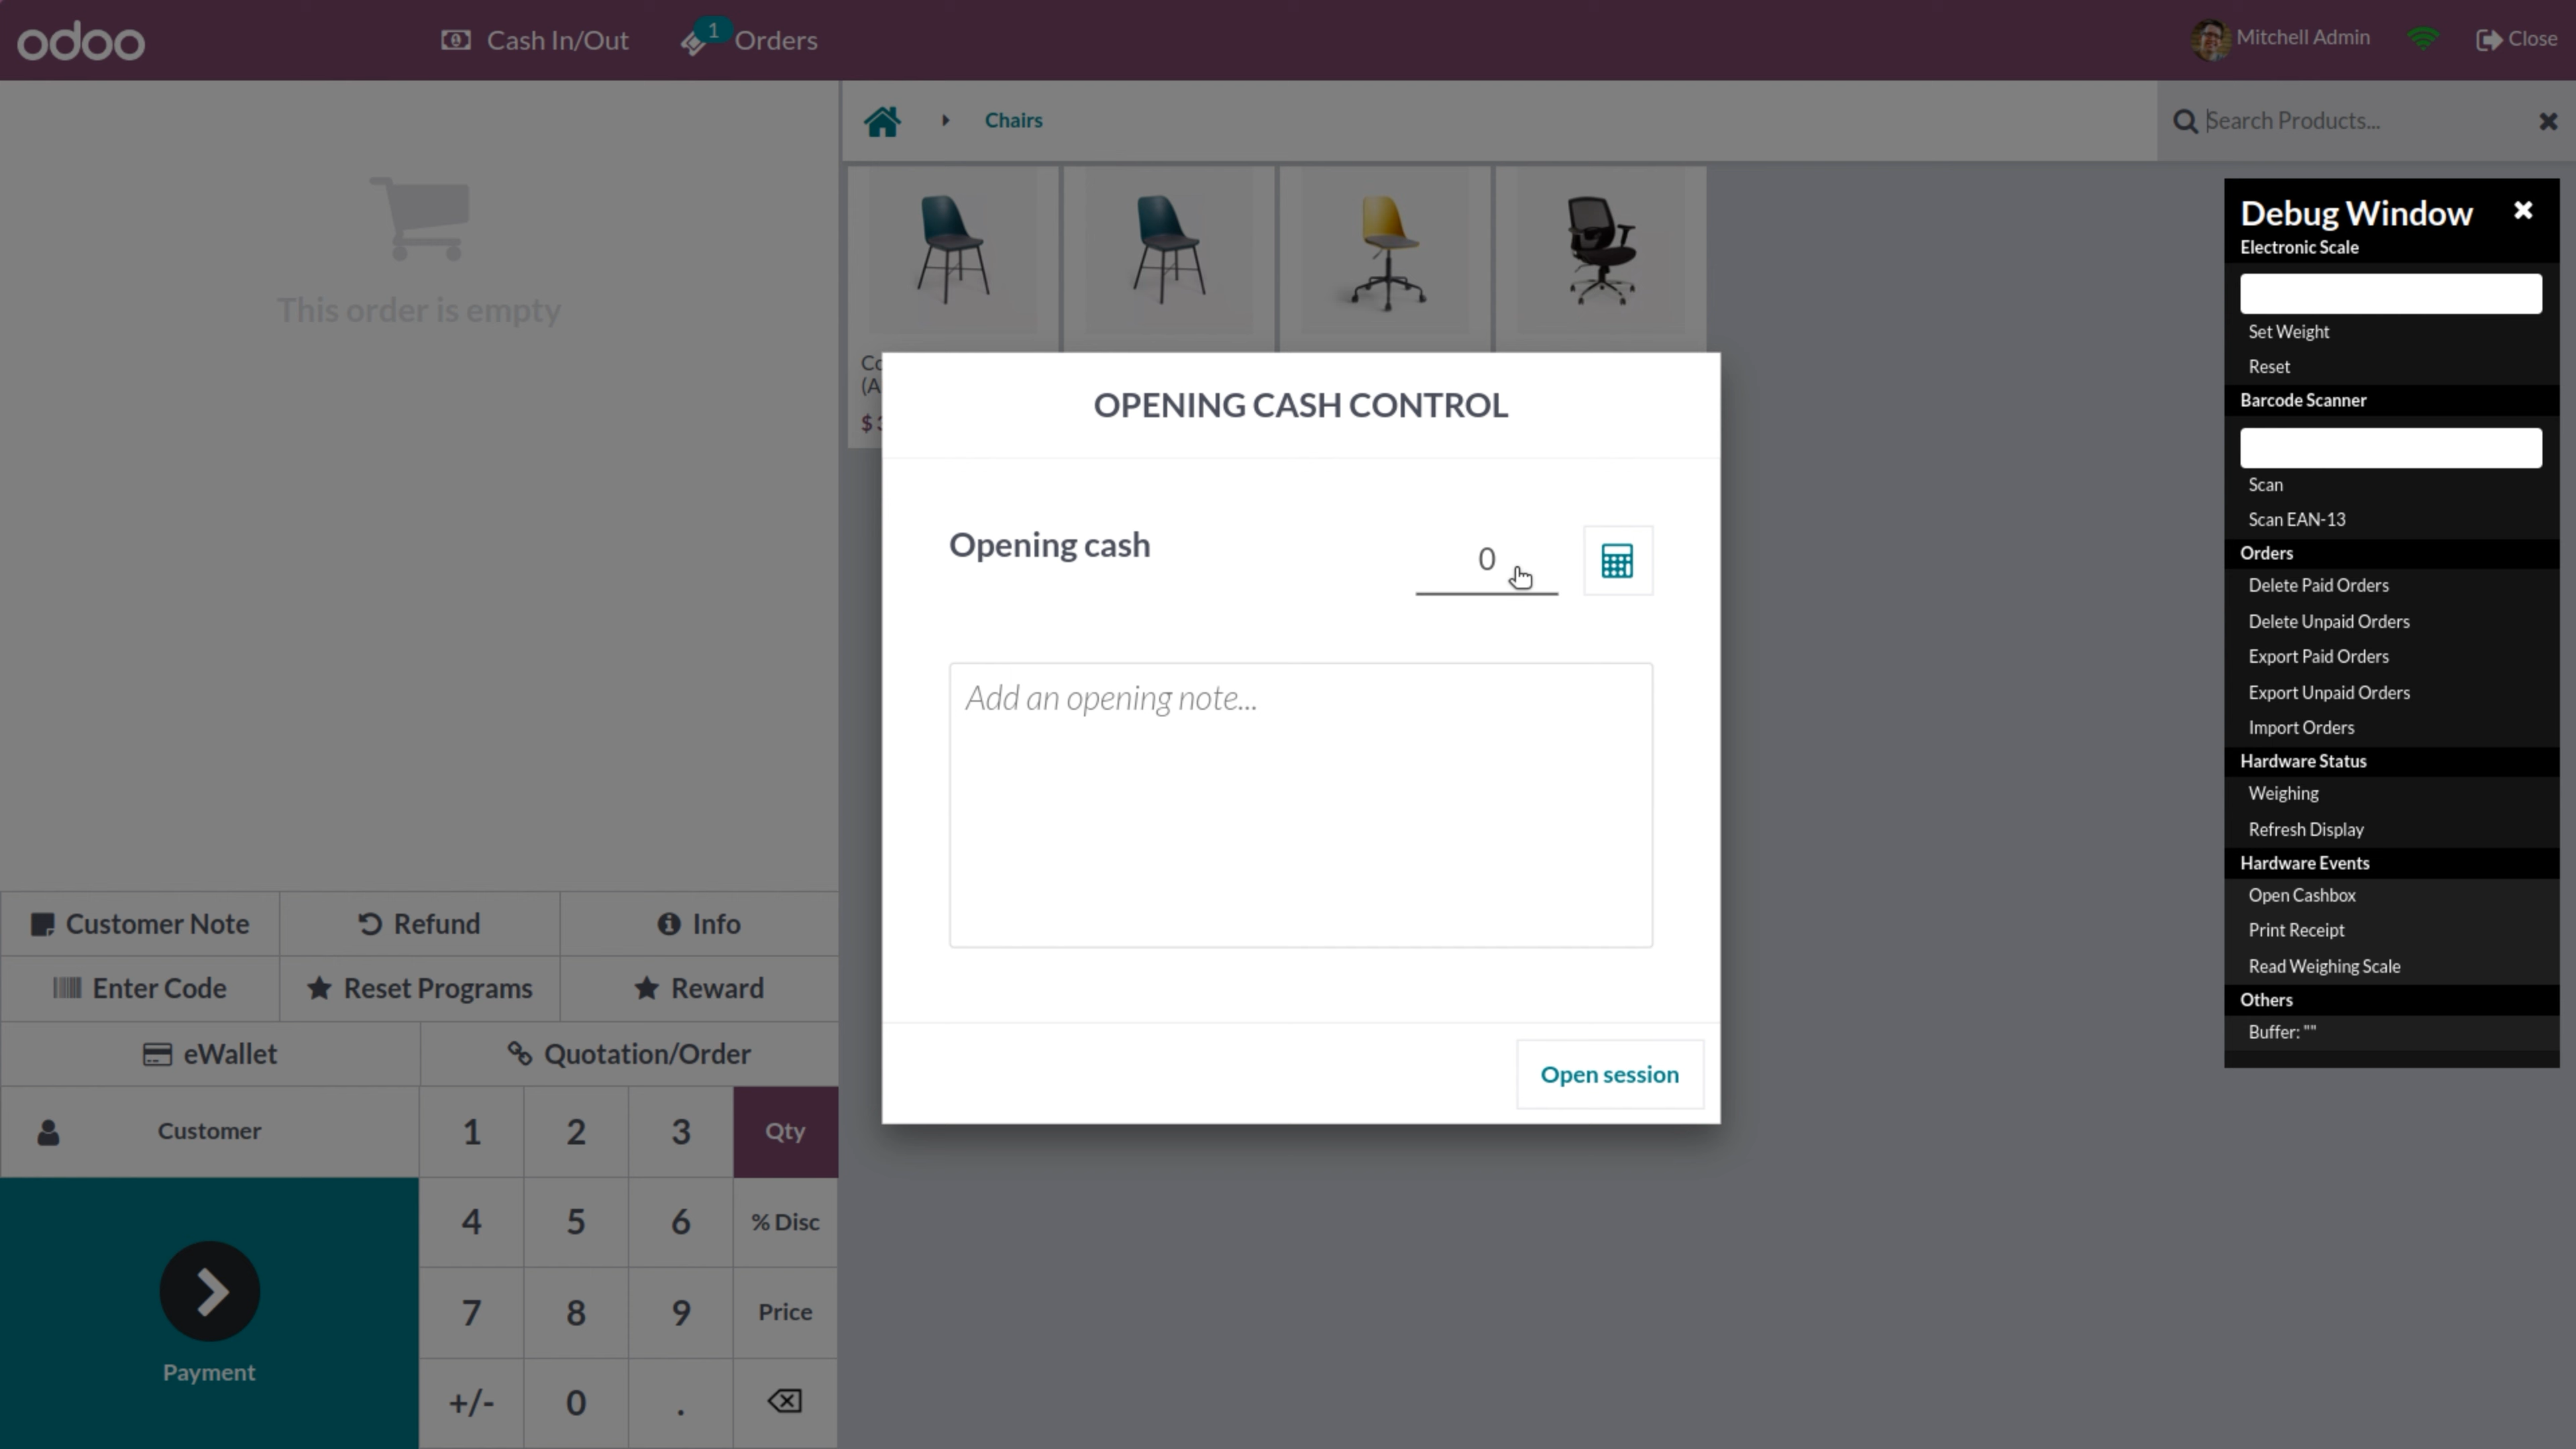 odoo
Cash In/Out
1
Orders
Mitchell Admin
Close
Chairs
Search Products...
This order is empty
OPENING CASH CONTROL
Opening cash
0
Add an opening note...
Open session
Debug Window
Electronic Scale
Set Weight
Reset
Barcode Scanner
Scan
Scan EAN-13
Orders
Delete Paid Orders
Delete Unpaid Orders
Export Paid Orders
Export Unpaid Orders
Import Orders
Hardware Status
Weighing
Refresh Display
Hardware Events
Open Cashbox
Print Receipt
Read Weighing Scale
Others
Buffer: ""
Customer Note
Refund
Info
Enter Code
Reset Programs
Reward
eWallet
Quotation/Order
Customer
1 2 3 Qty
4 5 6 % Disc
7 8 9 Price
+/- 0 .
Payment